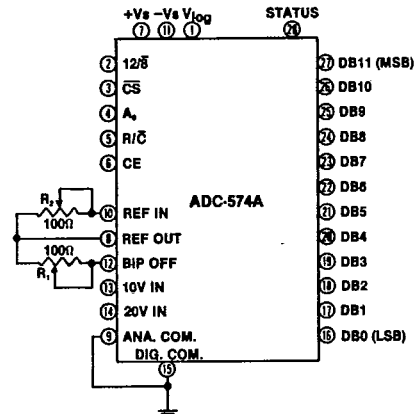 +Vs –Vs Vlog STATUS
7 11 1 28
2 12/8̅ 27 DB11 (MSB)
3 C̅S̅ 26 DB10
4 A₀ 25 DB9
5 R/C̅ 24 DB8
6 CE 23 DB7
22 DB6
ADC-574A
R₂
100Ω
10 REF IN 21 DB5
8 REF OUT 20 DB4
100Ω
R₁
12 BIP OFF 19 DB3
13 10V IN 18 DB2
14 20V IN 17 DB1
9 ANA. COM. 16 DB0 (LSB)
DIG. COM.
15